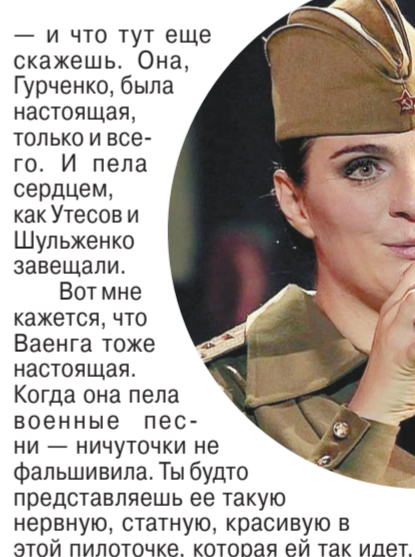 — и что тут еще
скажешь. Она,
Гурченко, была
настоящая,
только и все-
го. И пела
сердцем,
как Утесов и
Шульженко
завещали.
Вот мне
кажется, что
Ваенга тоже
настоящая.
Когда она пела
военные пес-
ни — ничуточки не
фальшивила. Ты будто
представляешь ее такую
нервную, статную, красивую в
этой пилоточке, которая ей так идет.